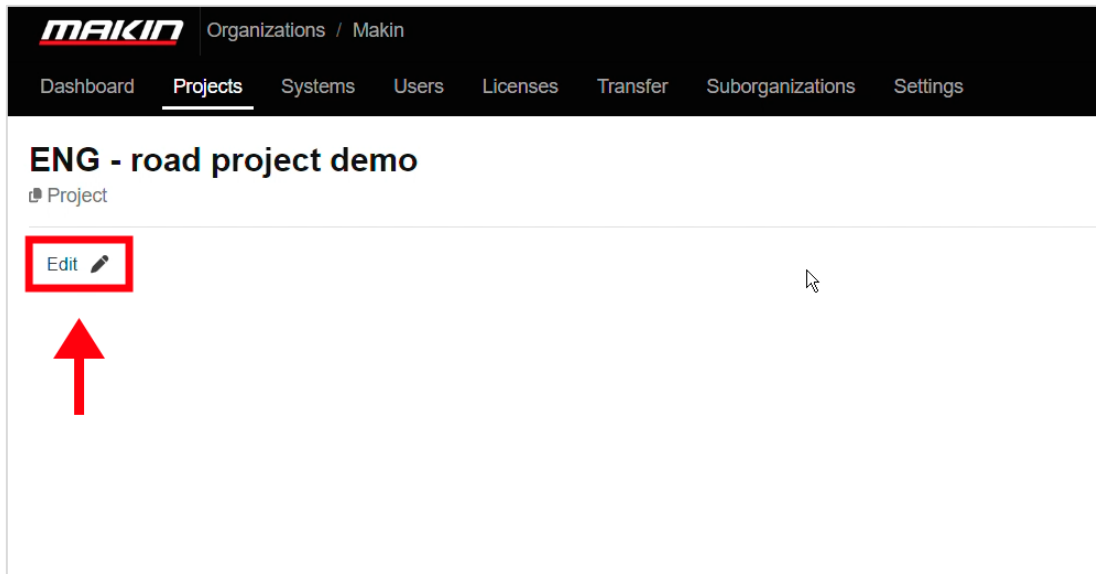 MAKIN Organizations / Makin
Dashboard Projects Systems Users Licenses Transfer Suborganizations Settings
ENG - road project demo
Project
Edit